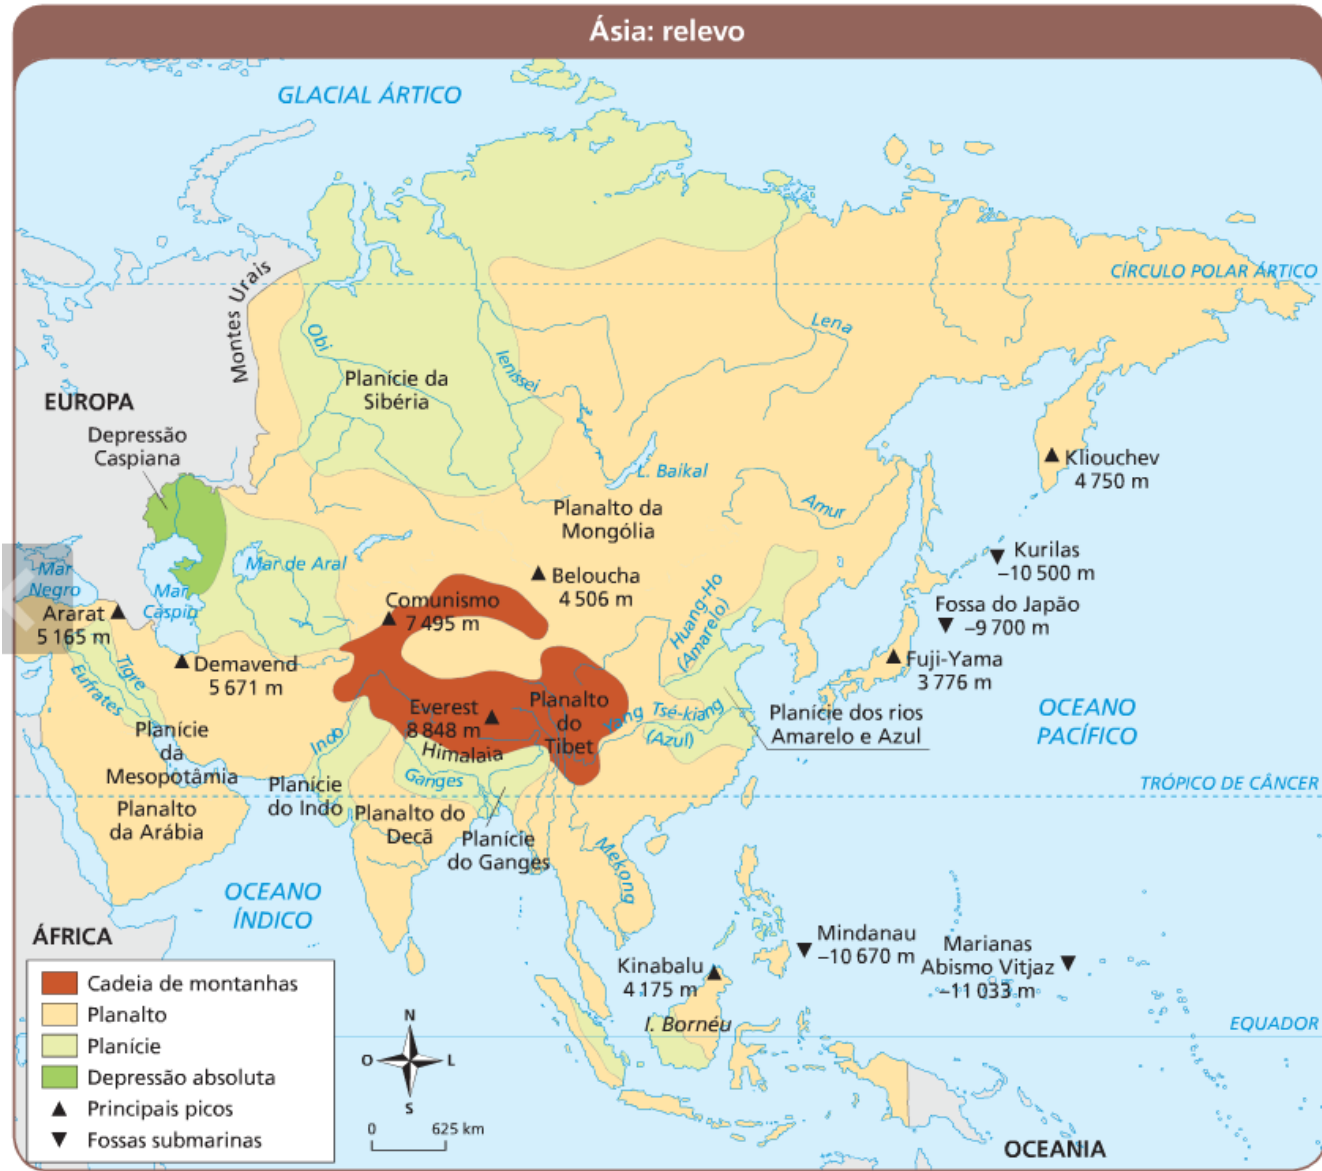 Ásia: relevo
GLACIAL ÁRTICO
CÍRCULO POLAR ÁRTICO
Montes Urais
Obi
Ienissei
Lena
Planície da
Sibéria
EUROPA
Depressão
Caspiana
L. Baikal
Kliouchev
4 750 m
Planalto da
Mongólia
Amur
Mar
Negro
Mar
Cáspio
Mar de Aral
Beloucha
4 506 m
Kurilas
–10 500 m
Ararat
5 165 m
Comunismo
7 495 m
Huang-Ho
(Amarelo)
Fossa do Japão
–9 700 m
Demavend
5 671 m
Fuji-Yama
3 776 m
Tigre
Eufrates
Everest
8 848 m
Himalaia
Planalto
do
Tibet
Yang Tsé-kiang
(Azul)
Planície dos rios
Amarelo e Azul
OCEANO
PACÍFICO
Planície
da
Mesopotâmia
Indo
Planície
do Indo
Ganges
TRÓPICO DE CÂNCER
Planalto
da Arábia
Planalto do
Decã
Planície
do Ganges
Mekong
OCEANO
ÍNDICO
ÁFRICA
Mindanau
–10 670 m
Marianas
Abismo Vitjaz
–11 033 m
Kinabalu
4 175 m
I. Bornéu
EQUADOR
Cadeia de montanhas
Planalto
Planície
Depressão absoluta
Principais picos
Fossas submarinas
N
O
L
S
0 625 km
OCEANIA